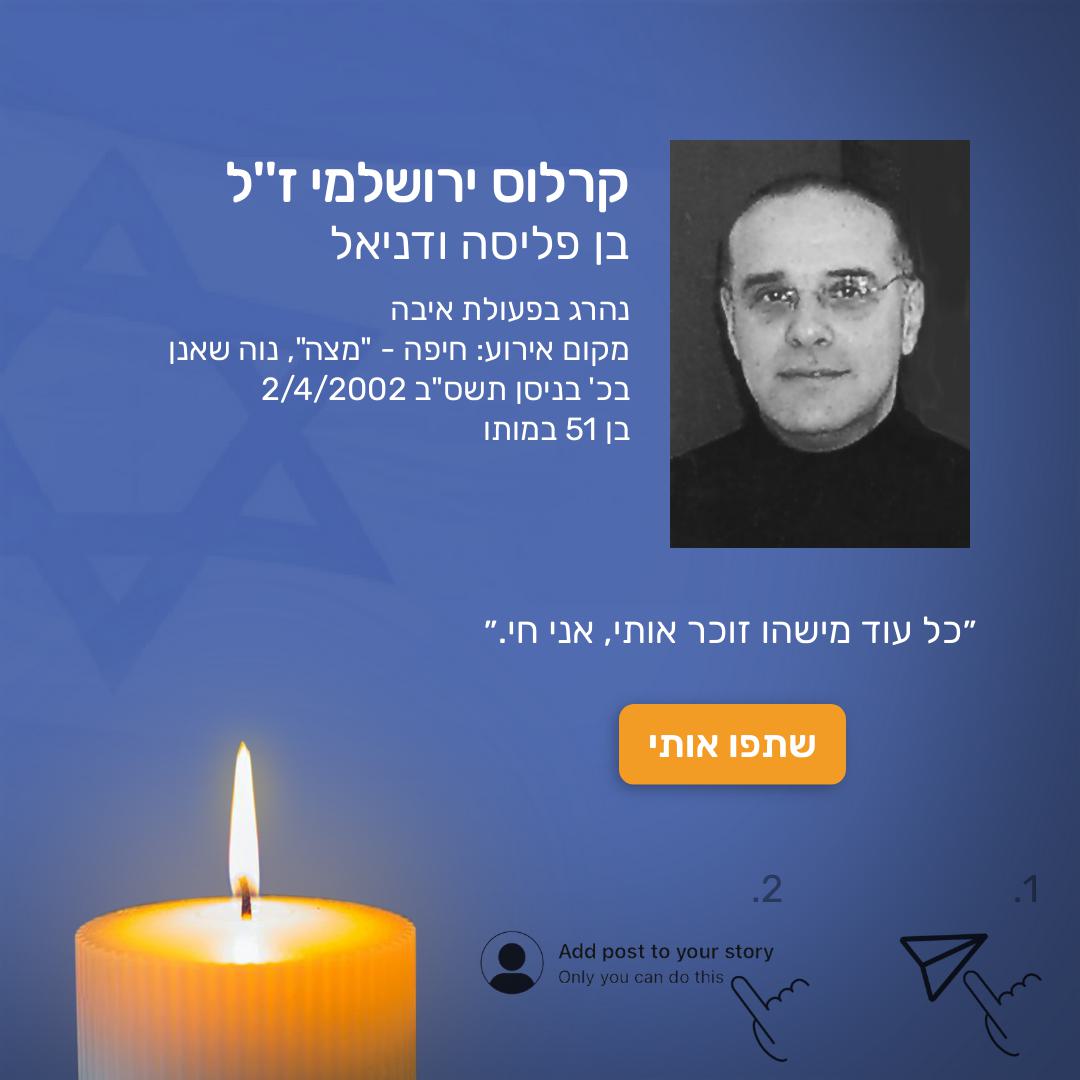 קרלוס ירושלמי ז"ל
בן פליסה ודניאל
נהרג בפעולת איבה
מקום אירוע: חיפה - "מצה", נוה שאנן
בכ' בניסן תשס"ב 2/4/2002
בן 51 במותו
״כל עוד מישהו זוכר אותי, אני חי.״
שתפו אותי
1.
2.
Add post to your story
Only you can do this